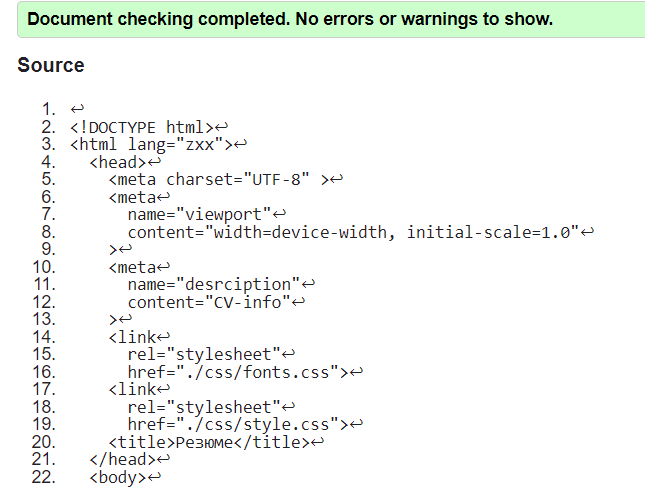 Document checking completed. No errors or warnings to show.
Source
1. ↩
2. <!DOCTYPE html>↩
3. <html lang="zxx">↩
4.   <head>↩
5.     <meta charset="UTF-8" >↩
6.     <meta↩
7.       name="viewport"↩
8.       content="width=device-width, initial-scale=1.0"↩
9.     >↩
10.     <meta↩
11.       name="desrciption"↩
12.       content="CV-info"↩
13.     >↩
14.     <link↩
15.       rel="stylesheet"↩
16.       href="./css/fonts.css">↩
17.     <link↩
18.       rel="stylesheet"↩
19.       href="./css/style.css">↩
20.     <title>Резюме</title>↩
21.   </head>↩
22.   <body>↩